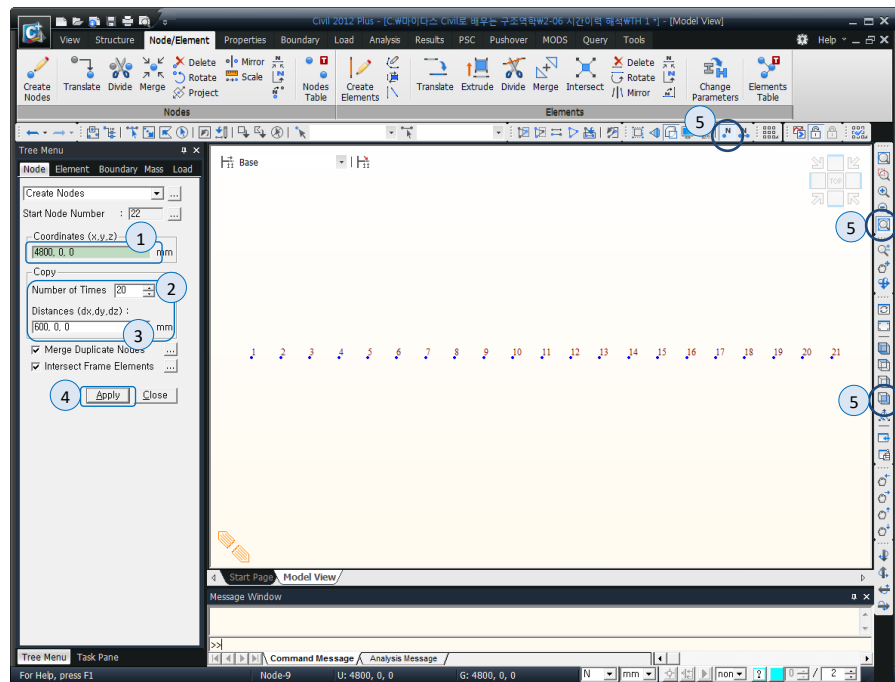 Civil 2012 Plus - [C:₩마이다스 Civil로 배우는 구조역학₩2-06 시간이력 해석₩TH 1 *] - [Model View]
View Structure Node/Element Properties Boundary Load Analysis Results PSC Pushover MODS Query Tools Help
Create Nodes
Translate
Divide
Merge
Delete
Rotate
Project
Mirror
Scale
Nodes Table
Create Elements
Translate
Extrude
Divide
Merge
Intersect
Delete
Rotate
Mirror
Change Parameters
Elements Table
Nodes
Elements
5
Tree Menu
Node Element Boundary Mass Load
Create Nodes
Start Node Number : 22
Coordinates (x,y,z)
1
4800, 0, 0 mm
Copy
Number of Times 20
2
Distances (dx,dy,dz) :
600, 0, 0 mm
3
Merge Duplicate Nodes
Intersect Frame Elements
4
Apply Close
Base
TOP
5
1 2 3 4 5 6 7 8 9 10 11 12 13 14 15 16 17 18 19 20 21
5
Start Page Model View
Message Window
>>
Command Message Analysis Message
Tree Menu Task Pane
For Help, press F1 Node-9 U: 4800, 0, 0 G: 4800, 0, 0 N mm non 0 / 2